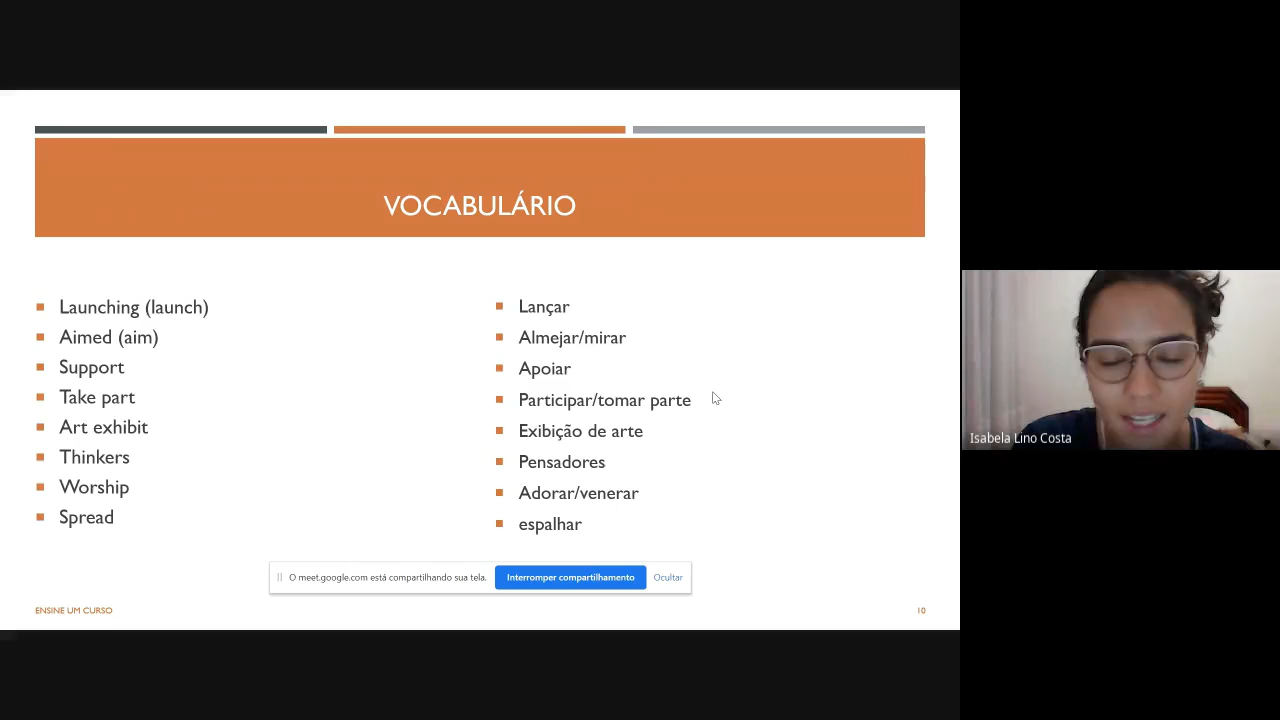 VOCABULÁRIO
Launching (launch)
Aimed (aim)
Support
Take part
Art exhibit
Thinkers
Worship
Spread
Lançar
Almejar/mirar
Apoiar
Participar/tomar parte
Exibição de arte
Pensadores
Adorar/venerar
espalhar
O meet.google.com está compartilhando sua tela. Interromper compartilhamento Ocultar
ENSINE UM CURSO 10
Isabela Lino Costa